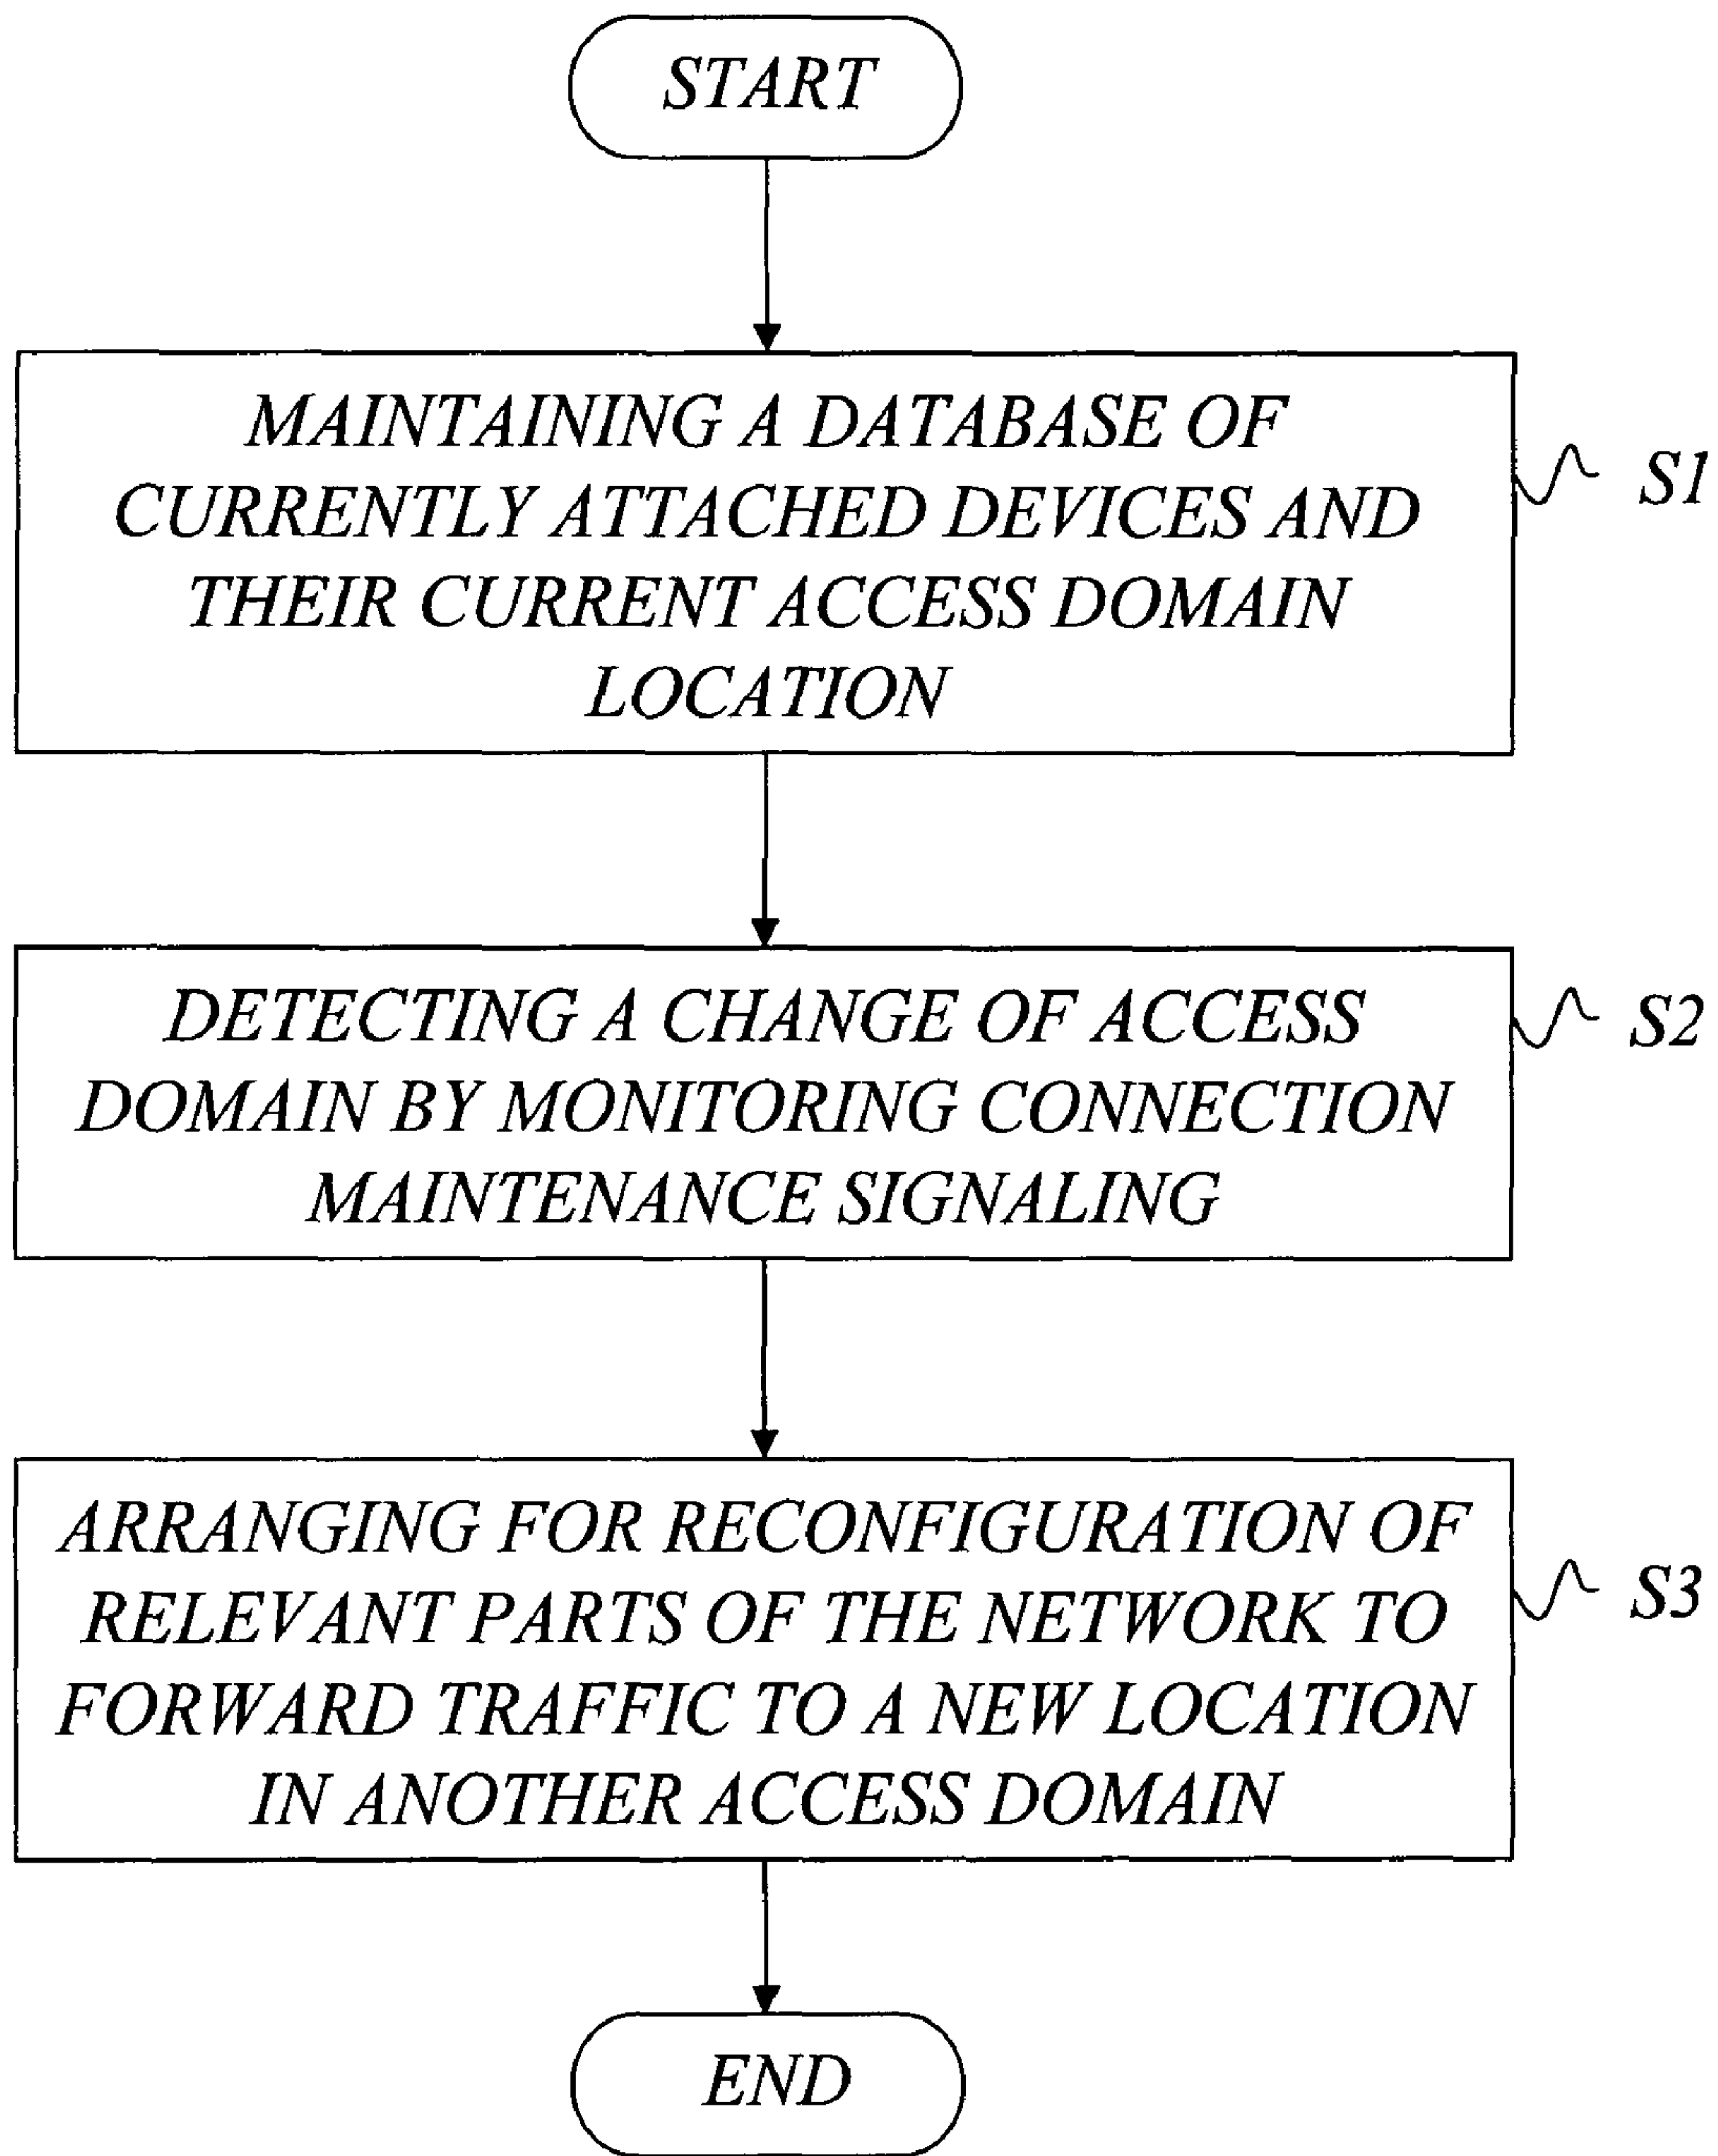 START
MAINTAINING A DATABASE OF
CURRENTLY ATTACHED DEVICES AND
THEIR CURRENT ACCESS DOMAIN
LOCATION
S1
DETECTING A CHANGE OF ACCESS
DOMAIN BY MONITORING CONNECTION
MAINTENANCE SIGNALING
S2
ARRANGING FOR RECONFIGURATION OF
RELEVANT PARTS OF THE NETWORK TO
FORWARD TRAFFIC TO A NEW LOCATION
IN ANOTHER ACCESS DOMAIN
S3
END